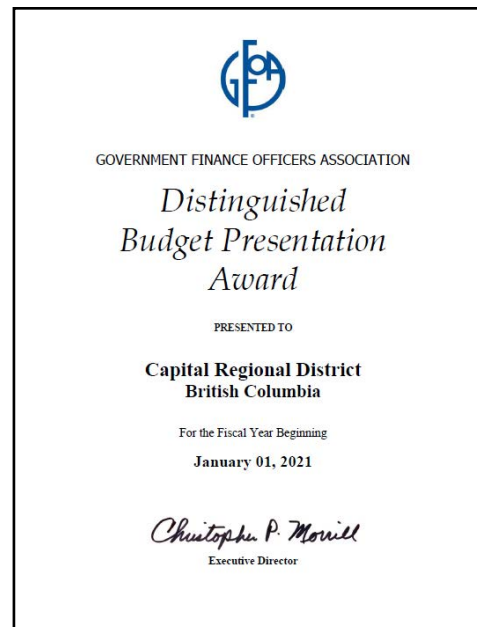 GFOA
GOVERNMENT FINANCE OFFICERS ASSOCIATION
Distinguished
Budget Presentation
Award
PRESENTED TO
Capital Regional District
British Columbia
For the Fiscal Year Beginning
January 01, 2021
Christopher P. Morrill
Executive Director